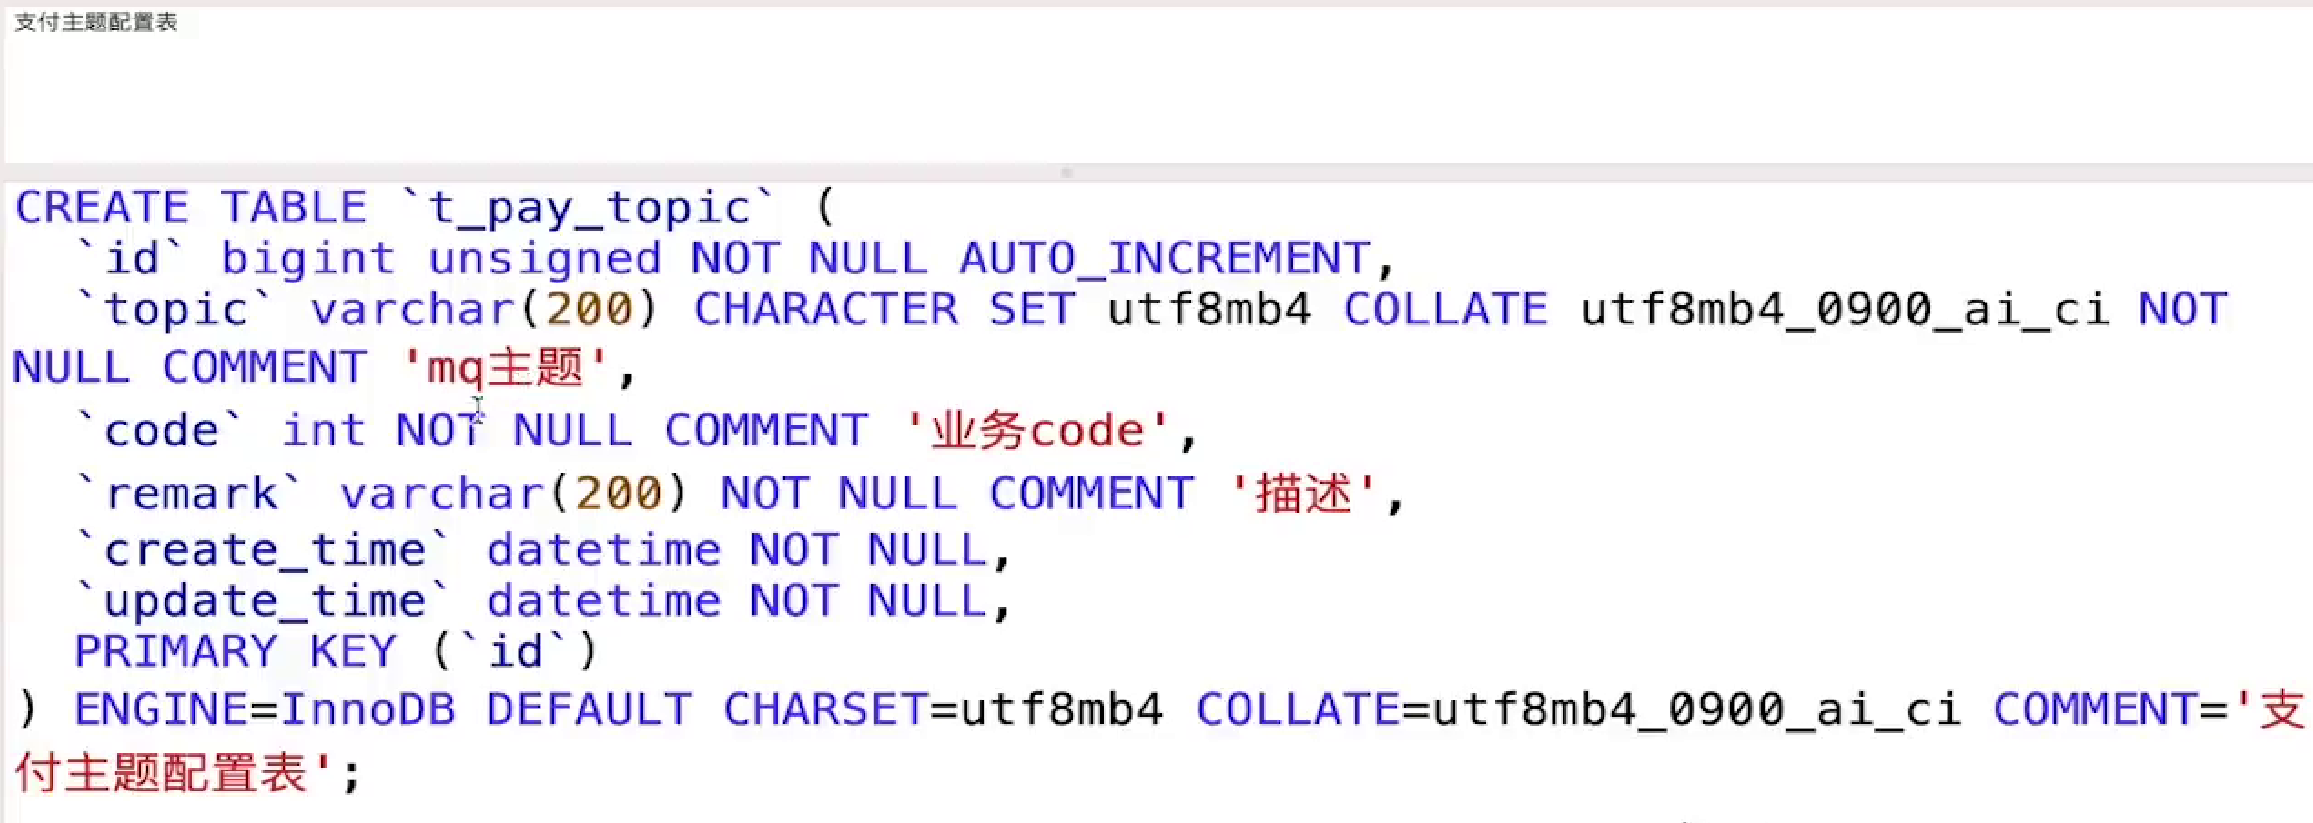 支付主题配置表
CREATE TABLE `t_pay_topic` (
  `id` bigint unsigned NOT NULL AUTO_INCREMENT,
  `topic` varchar(200) CHARACTER SET utf8mb4 COLLATE utf8mb4_0900_ai_ci NOT
NULL COMMENT 'mq主题',
  `code` int NOT NULL COMMENT '业务code',
  `remark` varchar(200) NOT NULL COMMENT '描述',
  `create_time` datetime NOT NULL,
  `update_time` datetime NOT NULL,
  PRIMARY KEY (`id`)
) ENGINE=InnoDB DEFAULT CHARSET=utf8mb4 COLLATE=utf8mb4_0900_ai_ci COMMENT='支
付主题配置表';